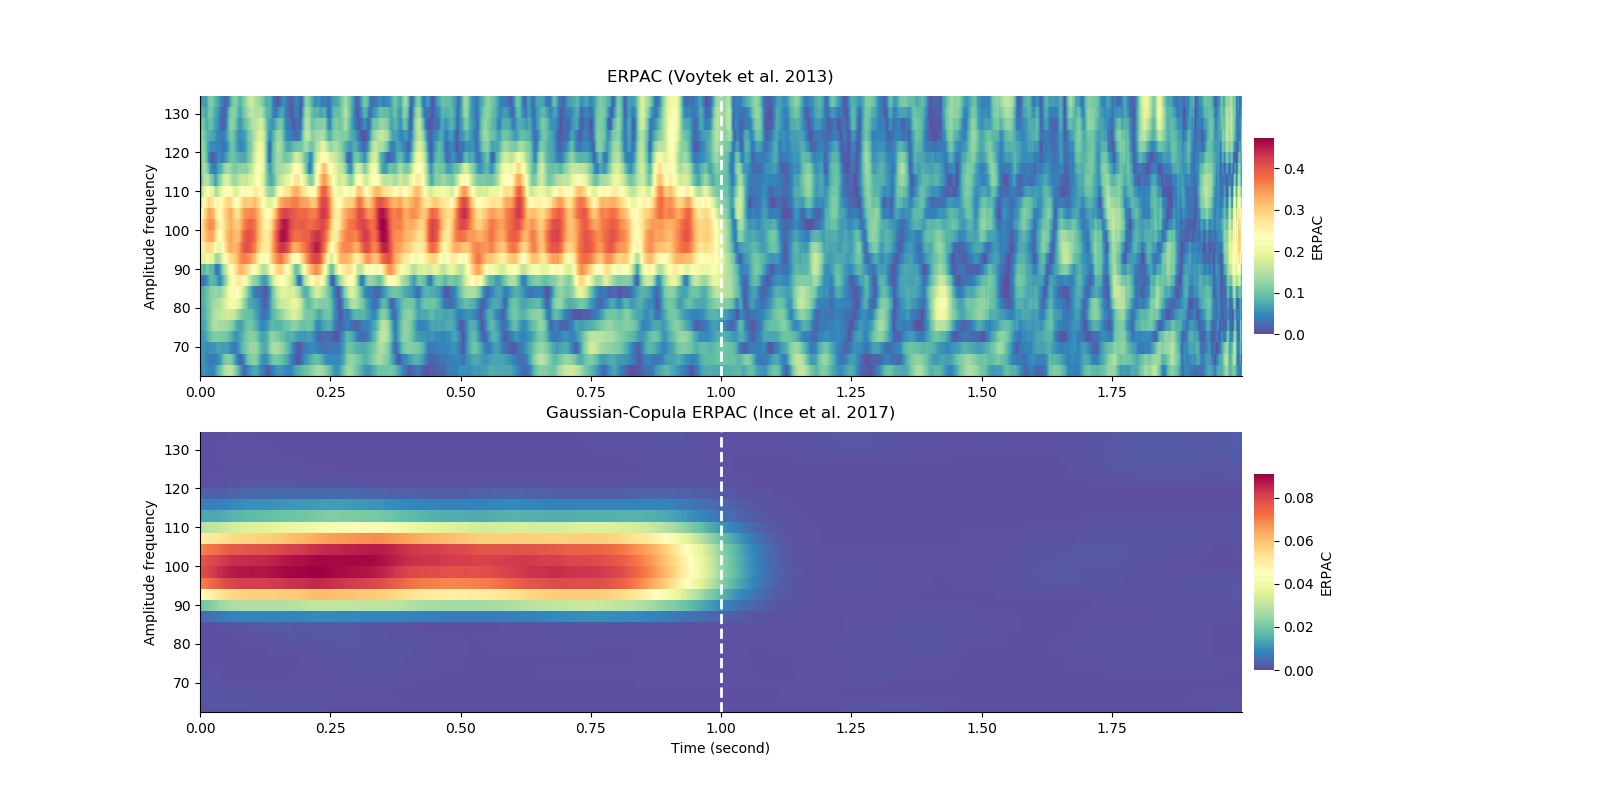 ERPAC (Voytek et al. 2013)
130
120
110
100
90
80
70
Amplitude frequency
0.00 0.25 0.50 0.75 1.00 1.25 1.50 1.75
0.4
0.3
0.2
0.1
0.0
ERPAC
Gaussian-Copula ERPAC (Ince et al. 2017)
130
120
110
100
90
80
70
Amplitude frequency
0.00 0.25 0.50 0.75 1.00 1.25 1.50 1.75
Time (second)
0.08
0.06
0.04
0.02
0.00
ERPAC